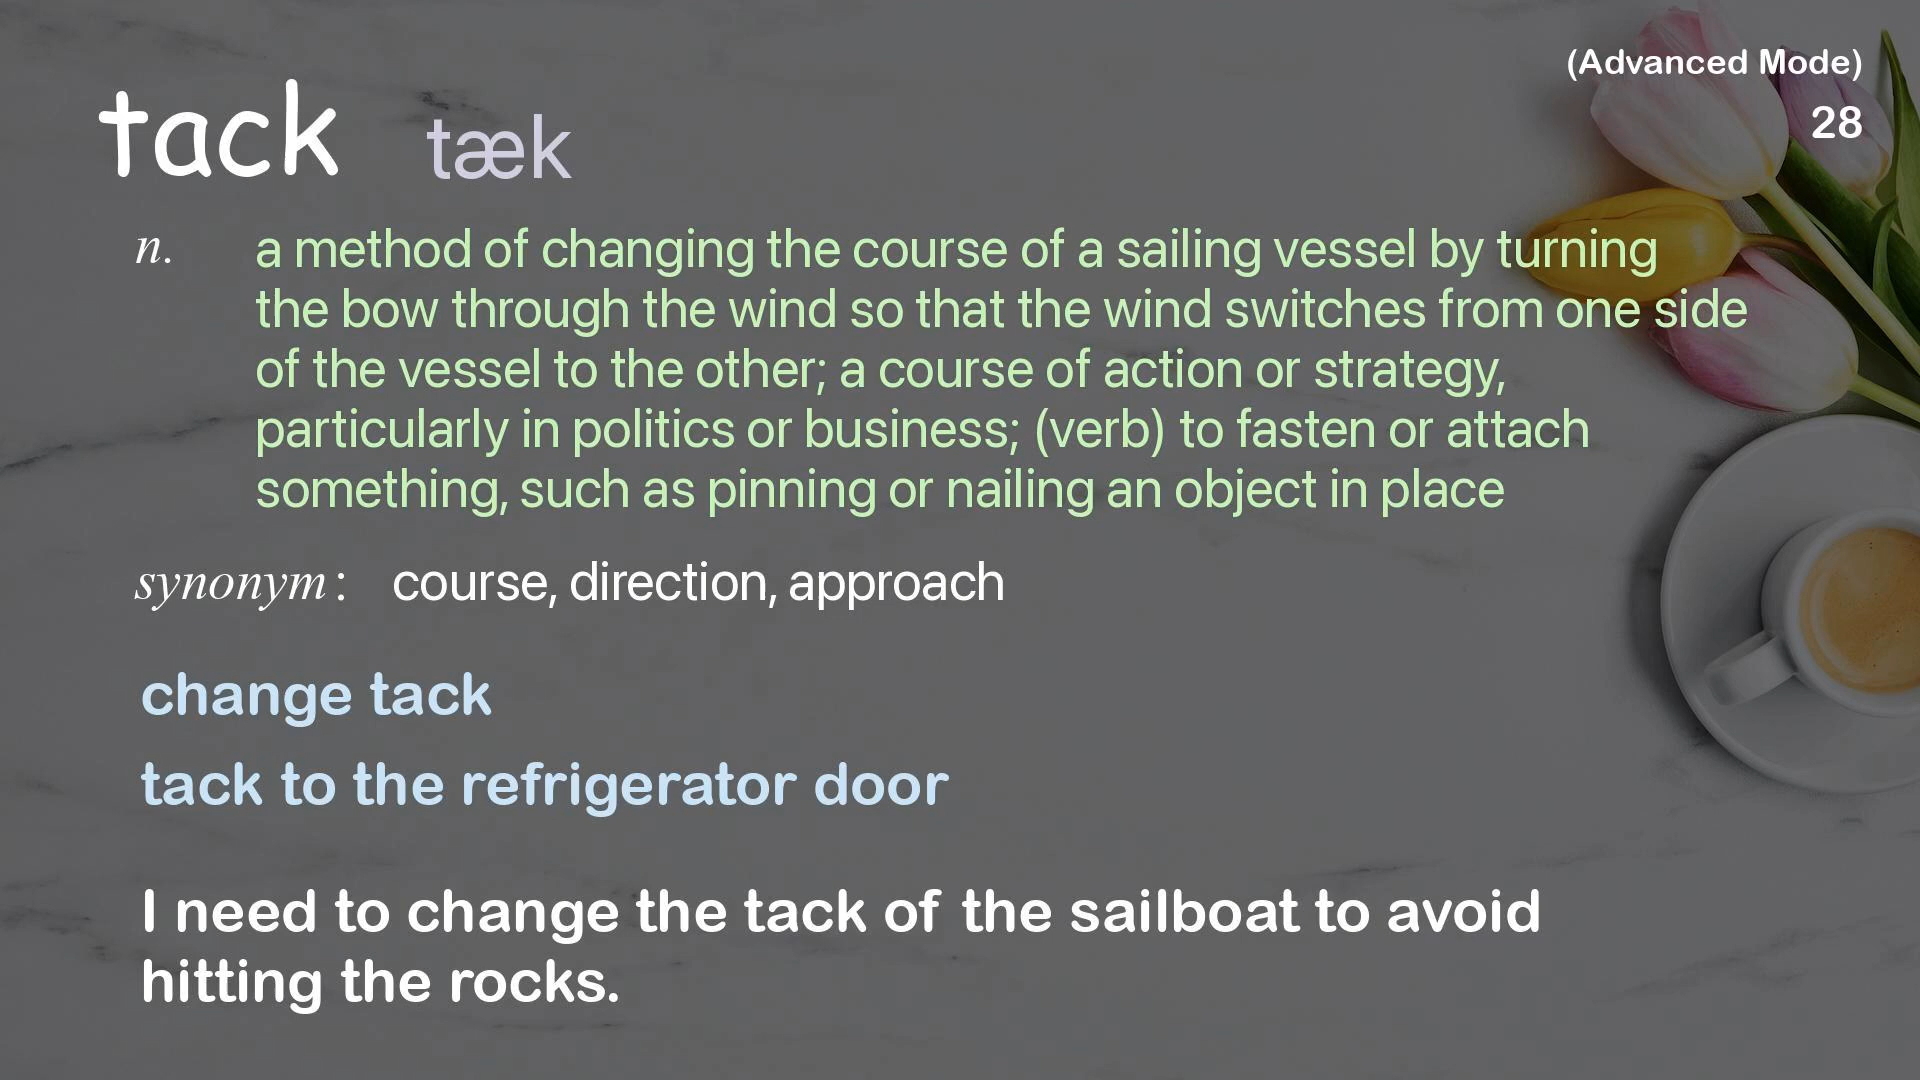 (Advanced Mode)
tack tæk
28
n. a method of changing the course of a sailing vessel by turning
the bow through the wind so that the wind switches from one side
of the vessel to the other; a course of action or strategy,
particularly in politics or business; (verb) to fasten or attach
something, such as pinning or nailing an object in place
synonym: course, direction, approach
change tack
tack to the refrigerator door
I need to change the tack of the sailboat to avoid
hitting the rocks.